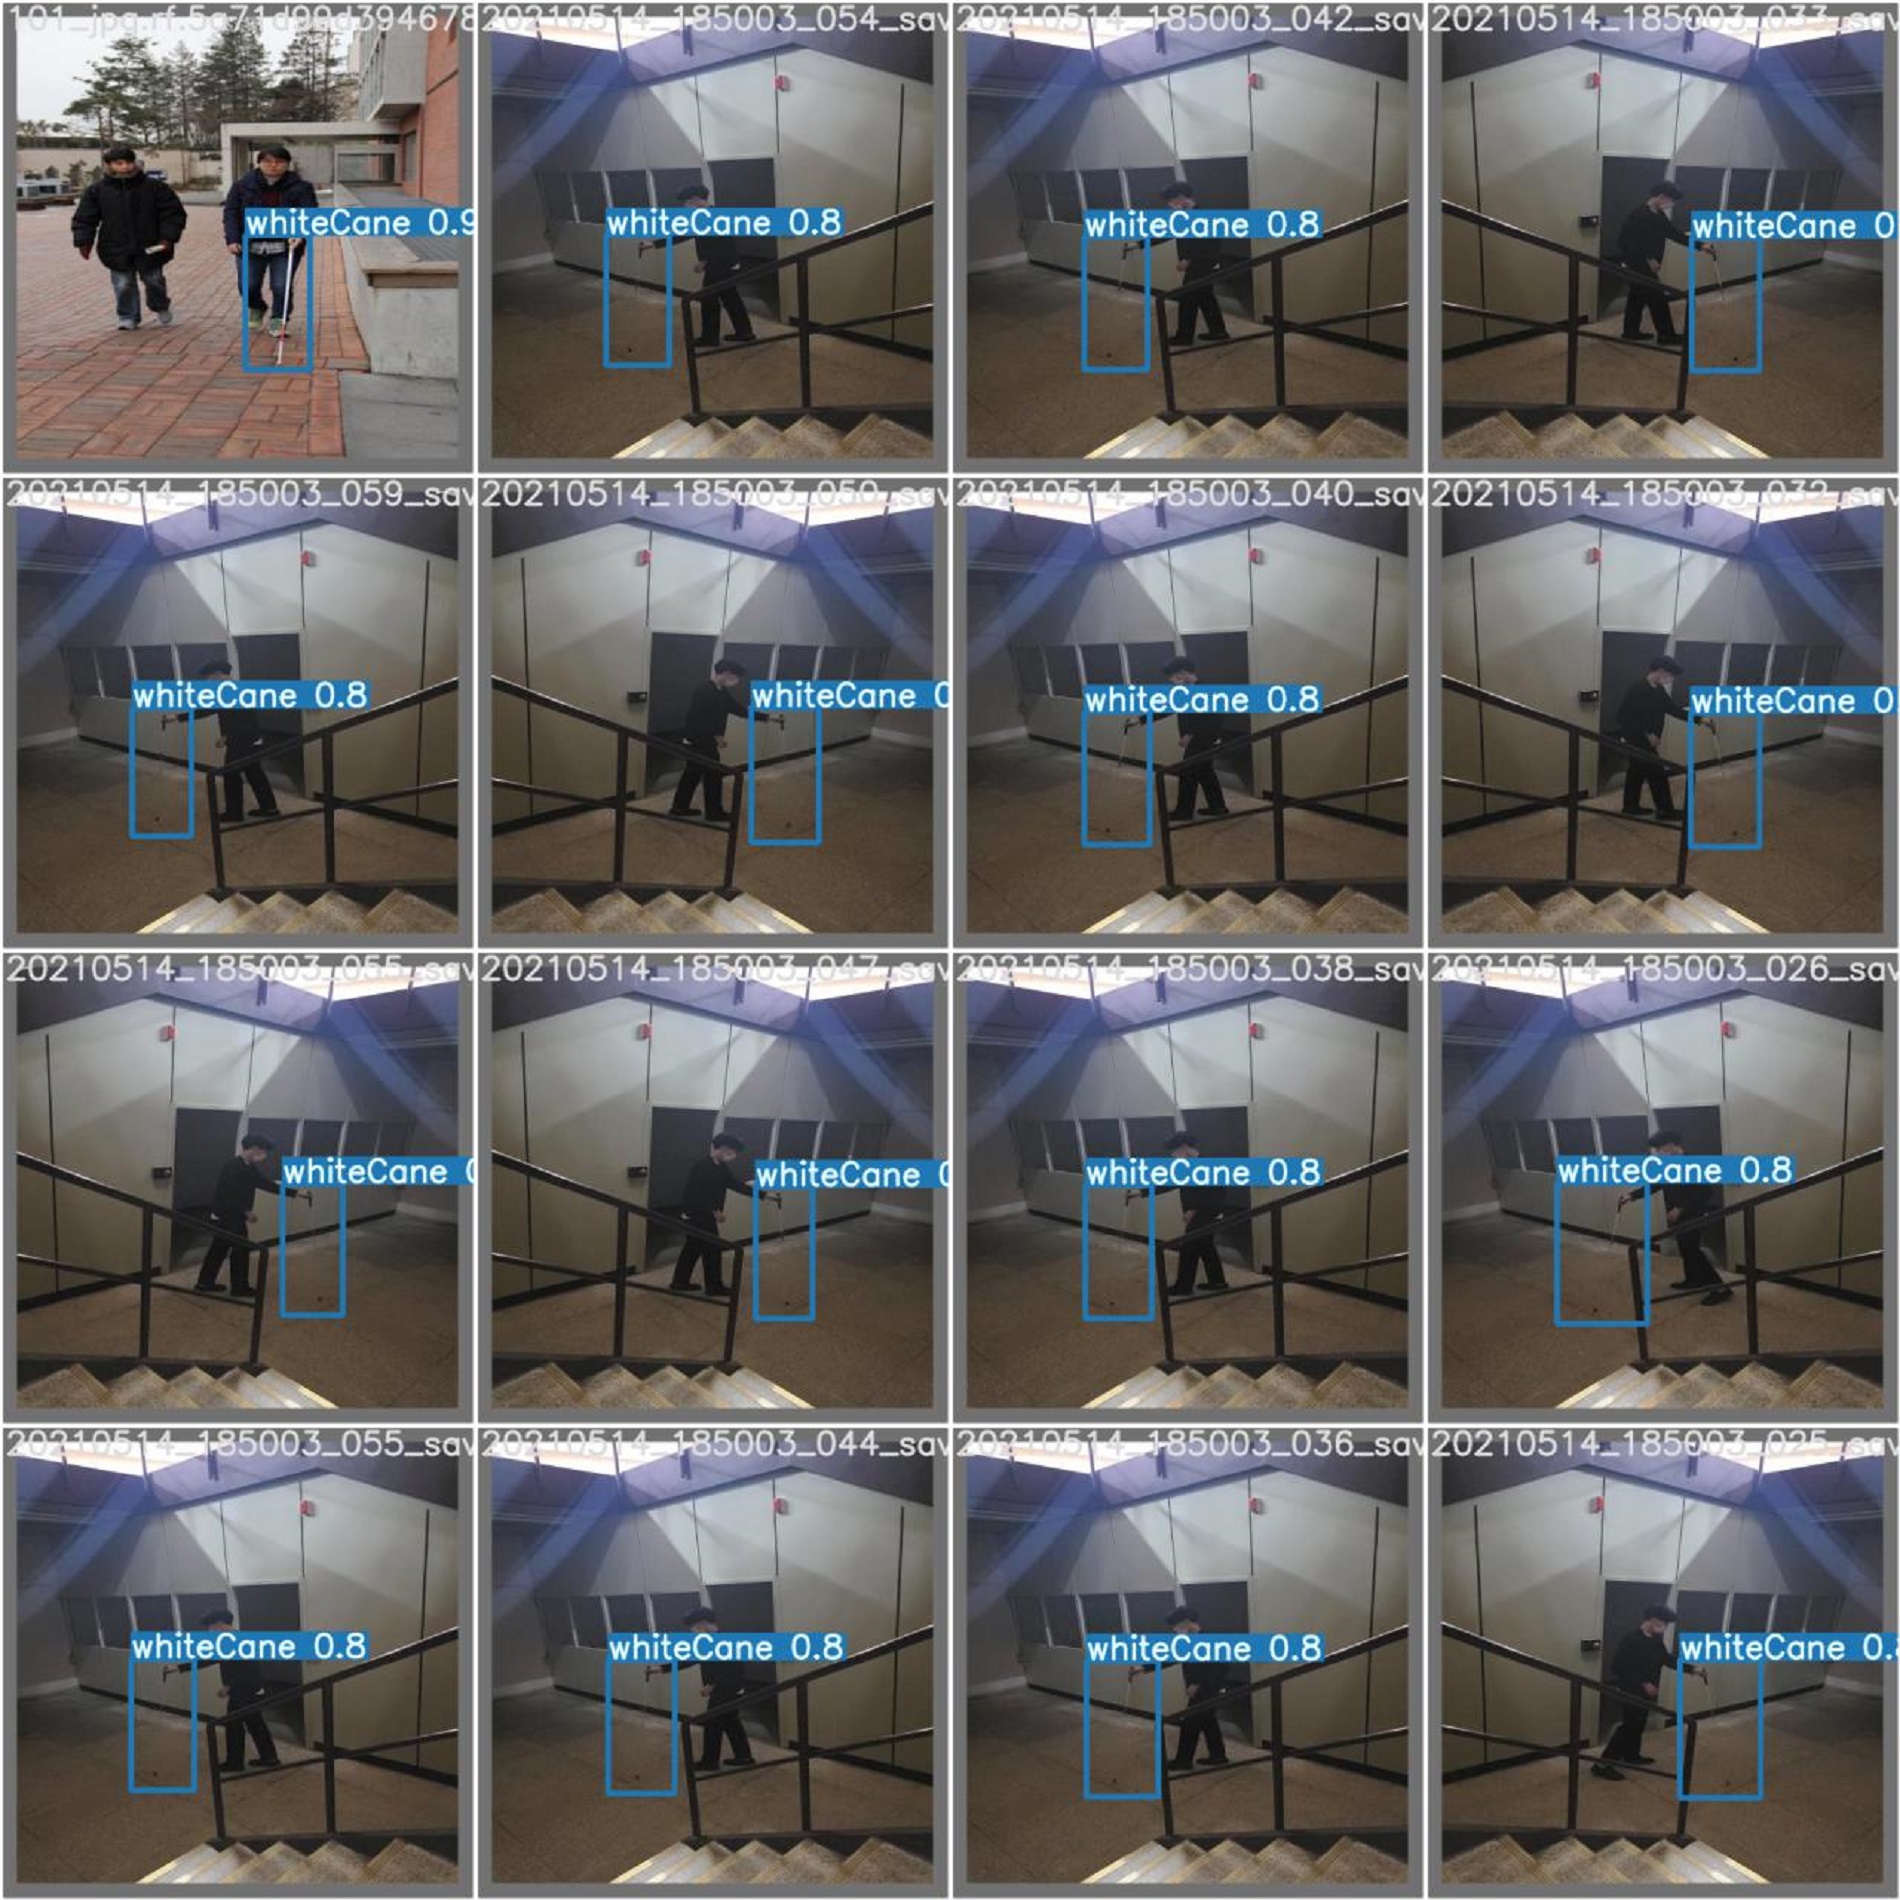 101_jpg.rf.5a71d99d394678
20210514_185003_054_sav
20210514_185003_042_sav
20210514_185003_033_sav
whiteCane 0.9
whiteCane 0.8
whiteCane 0.8
whiteCane 0
20210514_185003_059_sav
20210514_185003_050_sav
20210514_185003_040_sav
20210514_185003_032_sav
whiteCane 0.8
whiteCane 0
whiteCane 0.8
whiteCane 0
20210514_185003_055_sav
20210514_185003_047_sav
20210514_185003_038_sav
20210514_185003_026_sav
whiteCane 0
whiteCane 0
whiteCane 0.8
whiteCane 0.8
20210514_185003_055_sav
20210514_185003_044_sav
20210514_185003_036_sav
20210514_185003_025_sav
whiteCane 0.8
whiteCane 0.8
whiteCane 0.8
whiteCane 0.